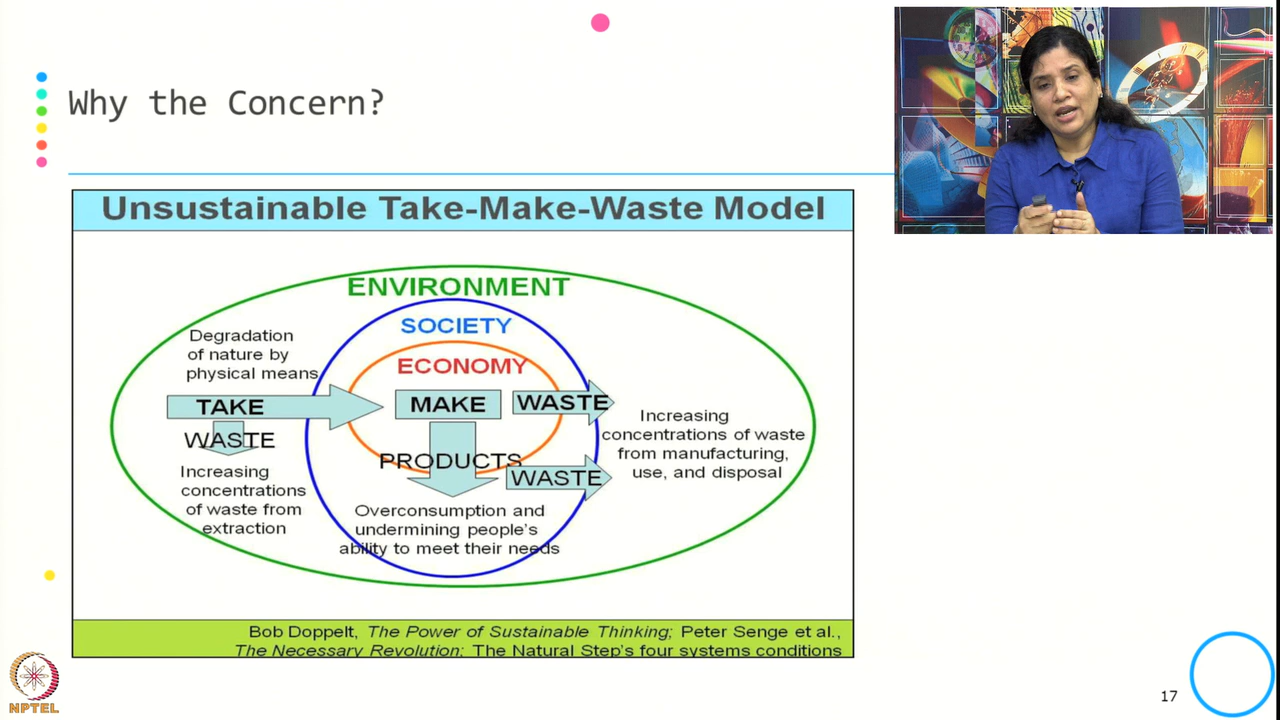 Why the Concern?
Unsustainable Take-Make-Waste Model
ENVIRONMENT
SOCIETY
ECONOMY
Degradation
of nature by
physical means
TAKE
MAKE
WASTE
WASTE
Increasing
concentrations
of waste from
extraction
PRODUCTS
WASTE
Overconsumption and
undermining people's
ability to meet their needs
Increasing
concentrations of waste
from manufacturing,
use, and disposal
Bob Doppelt, The Power of Sustainable Thinking; Peter Senge et al.,
The Necessary Revolution; The Natural Step's four systems conditions
NPTEL
17